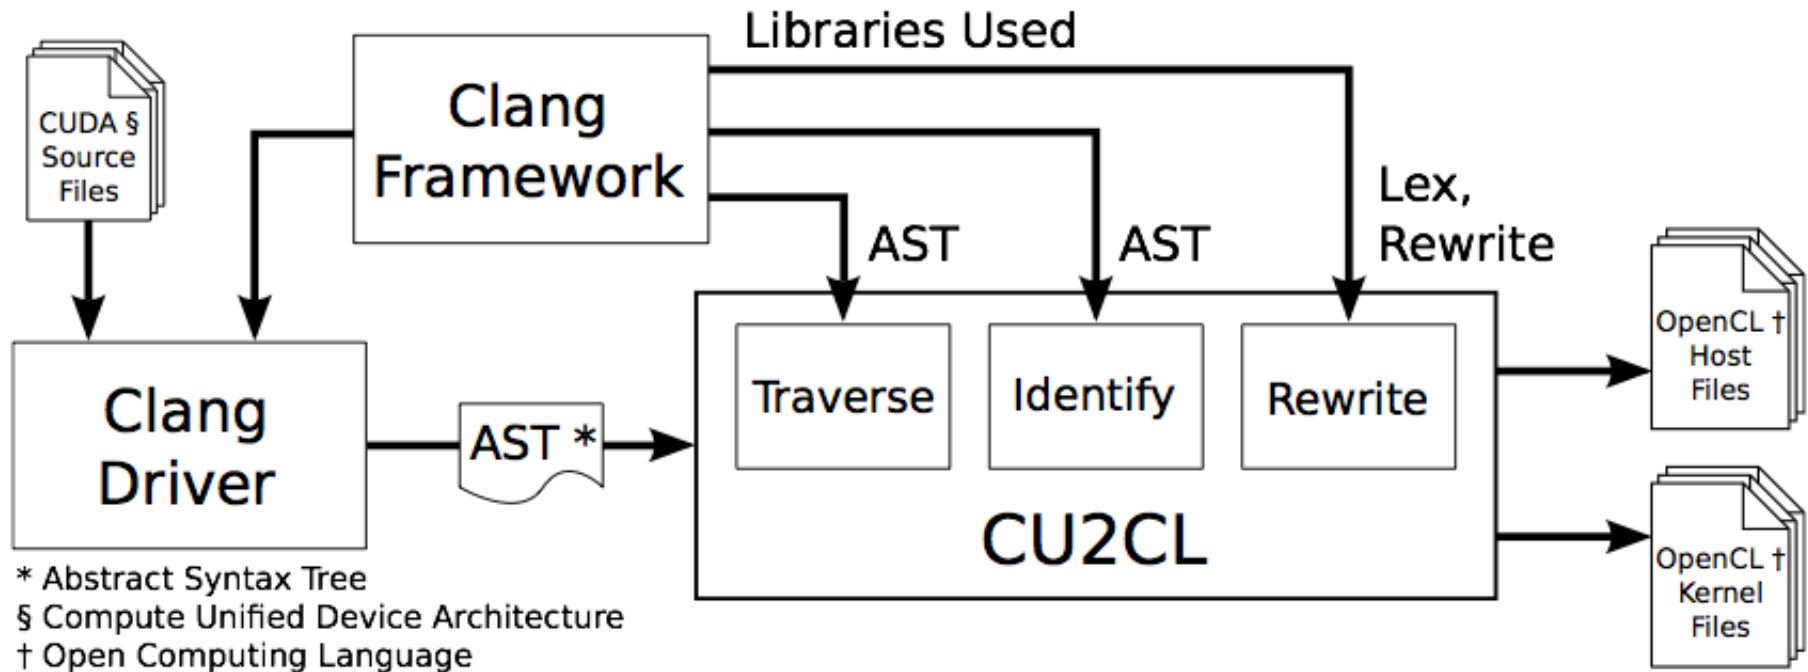 Libraries Used
CUDA §
Source
Files
Clang
Framework
AST
AST
Lex,
Rewrite
Clang
Driver
AST *
Traverse
Identify
Rewrite
CU2CL
OpenCL †
Host
Files
OpenCL †
Kernel
Files
* Abstract Syntax Tree
§ Compute Unified Device Architecture
† Open Computing Language